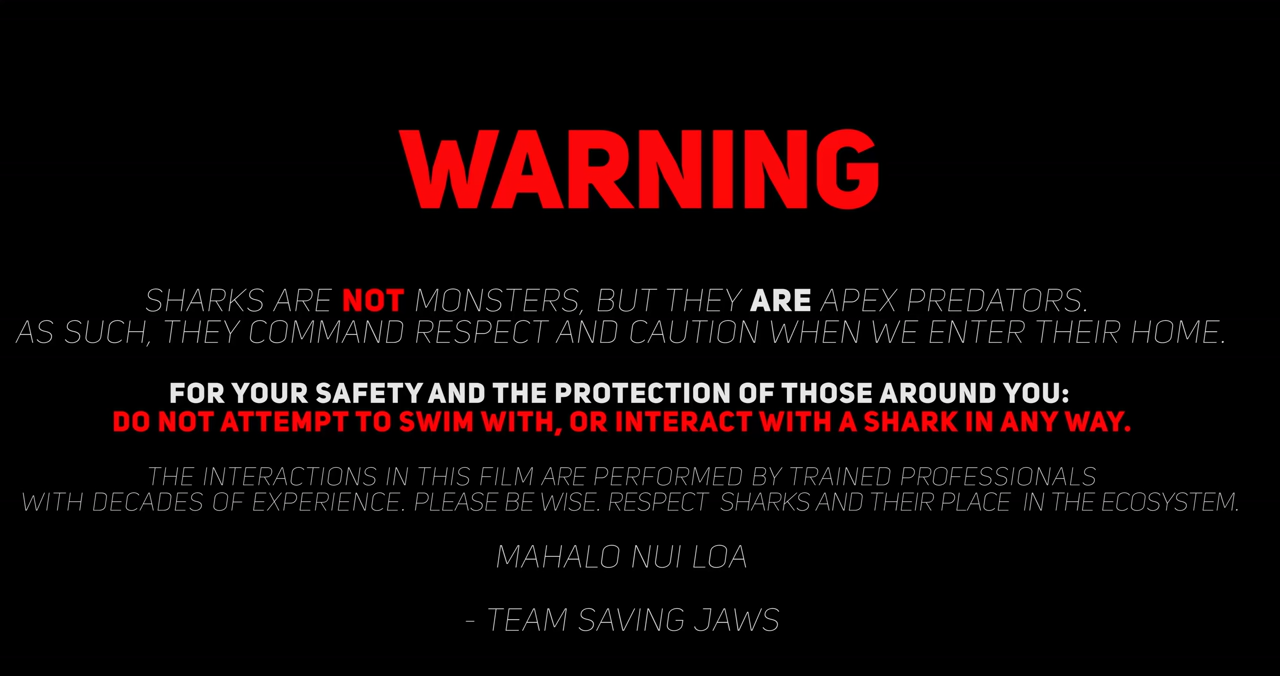 WARNING
SHARKS ARE NOT MONSTERS, BUT THEY ARE APEX PREDATORS.
AS SUCH, THEY COMMAND RESPECT AND CAUTION WHEN WE ENTER THEIR HOME.
FOR YOUR SAFETY AND THE PROTECTION OF THOSE AROUND YOU:
DO NOT ATTEMPT TO SWIM WITH, OR INTERACT WITH A SHARK IN ANY WAY.
THE INTERACTIONS IN THIS FILM ARE PERFORMED BY TRAINED PROFESSIONALS
WITH DECADES OF EXPERIENCE. PLEASE BE WISE. RESPECT SHARKS AND THEIR PLACE IN THE ECOSYSTEM.
MAHALO NUI LOA
- TEAM SAVING JAWS